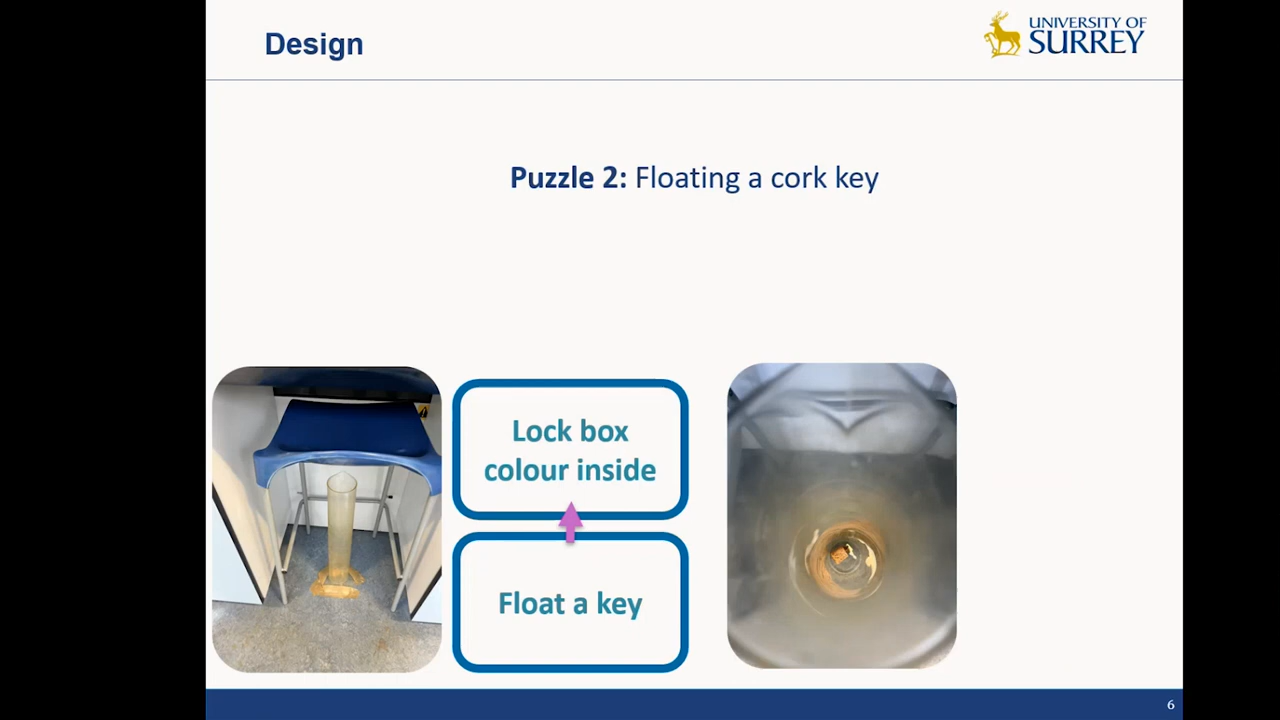 Design
UNIVERSITY OF
SURREY
Puzzle 2: Floating a cork key
Lock box
colour inside
Float a key
6